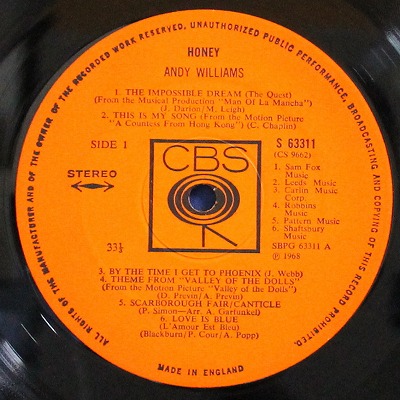 ALL RIGHTS OF THE MANUFACTURER AND OF THE OWNER OF THE RECORDED WORK RESERVED. UNAUTHORIZED PUBLIC PERFORMANCE, BROADCASTING AND COPYING OF THIS RECORD PROHIBITED.
HONEY
ANDY WILLIAMS
1. THE IMPOSSIBLE DREAM (The Quest)
(From the Musical Production "Man Of La Mancha")
J. Darion/M. Leigh)
2. THIS IS MY SONG (From the Motion Picture
"A Countess From Hong Kong") (C. Chaplin)
SIDE 1
STEREO
33⅓
CBS
S 63311
(CS 9662)
1. Sam Fox
Music
2. Leeds Music
3. Carlin Music
Corp.
4. Robbins
Music
5. Pattern Music
6. Shaftsbury
Music
SBPG 63311 A
℗ 1968
3. BY THE TIME I GET TO PHOENIX (J. Webb)
4. THEME FROM "VALLEY OF THE DOLLS"
(From the Motion Picture "Valley of the Dolls")
(D. Previn/A. Previn)
5. SCARBOROUGH FAIR/CANTICLE
(P. Simon—Arr. A. Garfunkel)
6. LOVE IS BLUE
(L'Amour Est Bleu)
(Blackburn/P. Cour/A. Popp)
MADE IN ENGLAND